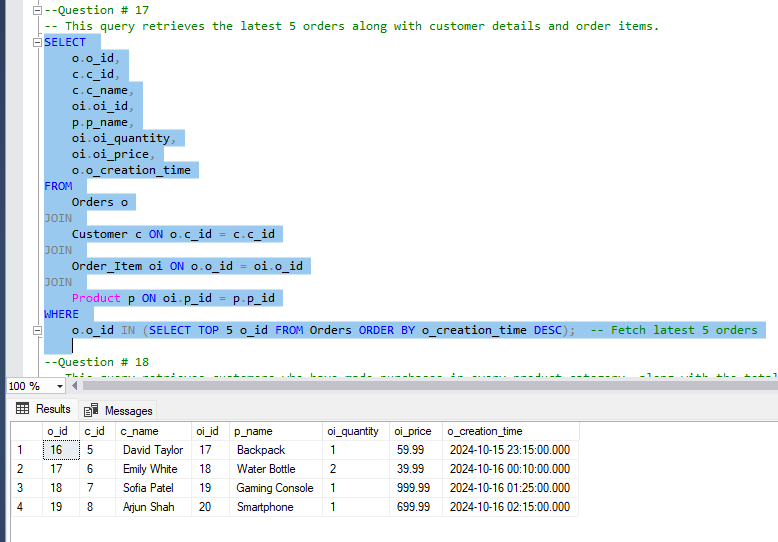 --Question # 17
-- This query retrieves the latest 5 orders along with customer details and order items.
SELECT
o.o_id,
c.c_id,
c.c_name,
oi.oi_id,
p.p_name,
oi.oi_quantity,
oi.oi_price,
o.o_creation_time
FROM
Orders o
JOIN
Customer c ON o.c_id = c.c_id
JOIN
Order_Item oi ON o.o_id = oi.o_id
JOIN
Product p ON oi.p_id = p.p_id
WHERE
o.o_id IN (SELECT TOP 5 o_id FROM Orders ORDER BY o_creation_time DESC);  -- Fetch latest 5 orders
--Question # 18
100 %
Results Messages
o_id c_id c_name oi_id p_name oi_quantity oi_price o_creation_time
1 16 5 David Taylor 17 Backpack 1 59.99 2024-10-15 23:15:00.000
2 17 6 Emily White 18 Water Bottle 2 39.99 2024-10-16 00:10:00.000
3 18 7 Sofia Patel 19 Gaming Console 1 999.99 2024-10-16 01:25:00.000
4 19 8 Arjun Shah 20 Smartphone 1 699.99 2024-10-16 02:15:00.000